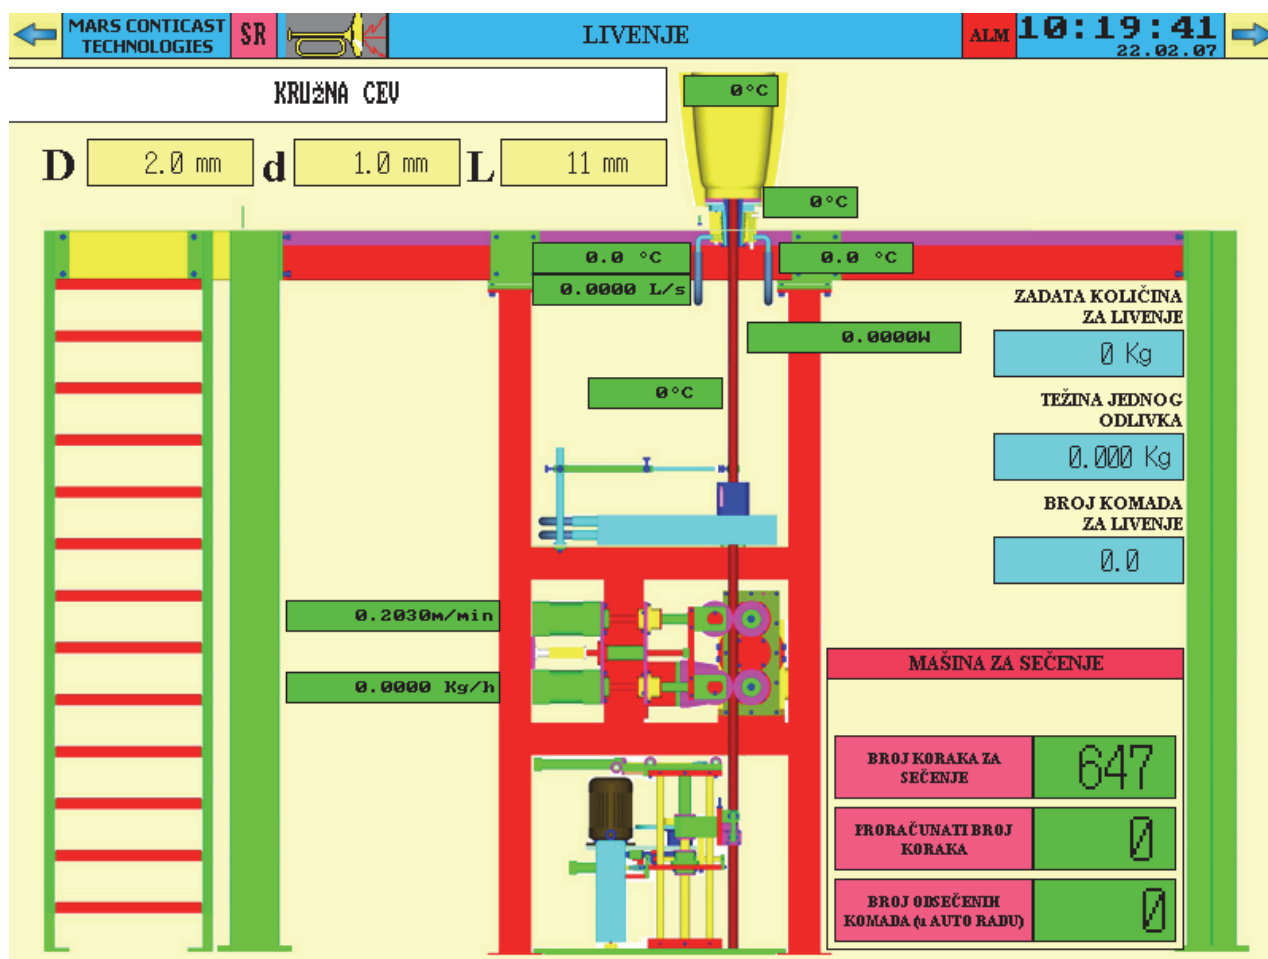 MARS CONTICAST
TECHNOLOGIES
SR
LIVENJE
ALM
10:19:41
22.02.07
KRUžNA CEV
0°C
D
2.0 mm
d
1.0 mm
L
11 mm
0°C
0.0 °C
0.0 °C
0.0000 L/s
ZADATA KOLIČINA
ZA LIVENJE
0.0000W
0 Kg
0°C
TEŽINA JEDNOG
ODLIVKA
0.000 Kg
BROJ KOMADA
ZA LIVENJE
0.0
0.2030m/min
0.0000 Kg/h
MAŠINA ZA SEČENJE
BROJ KORAKA ZA
SEČENJE
647
PRORAČUNATI BROJ
KORAKA
0
BROJ ODSEČENIH
KOMADA (u AUTO RADU)
0